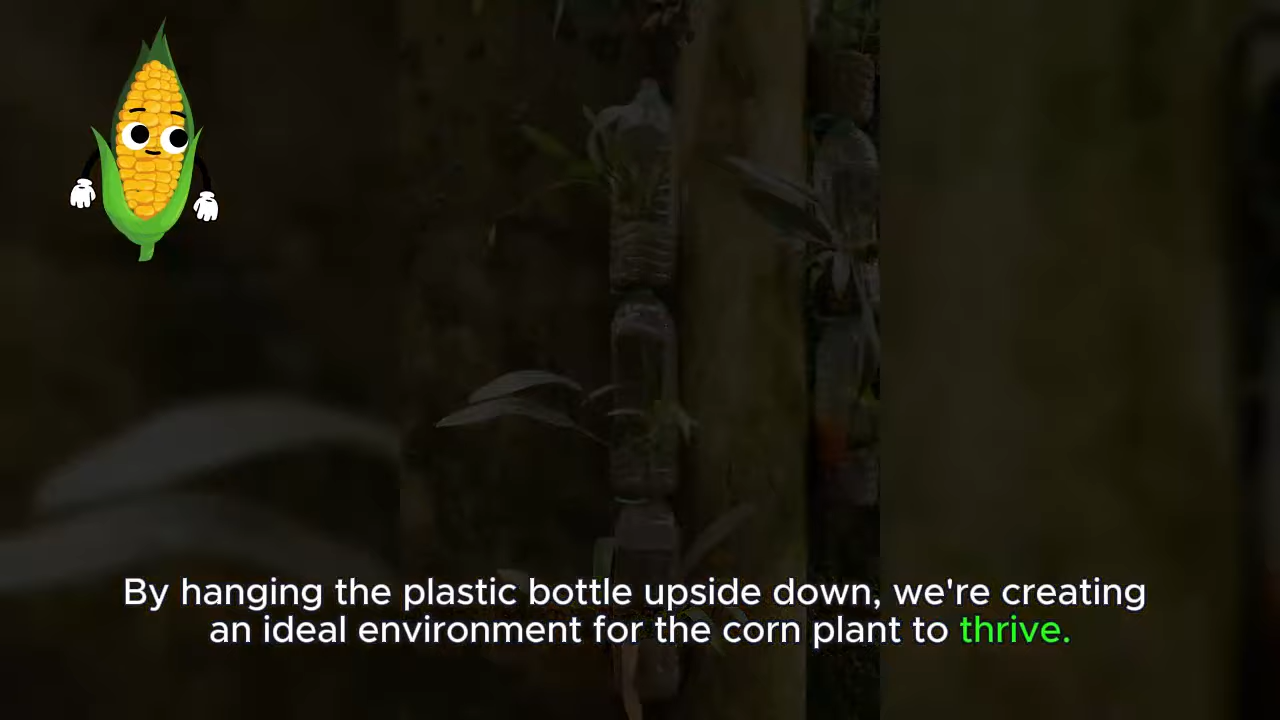 By hanging the plastic bottle upside down, we're creating
an ideal environment for the corn plant to thrive.